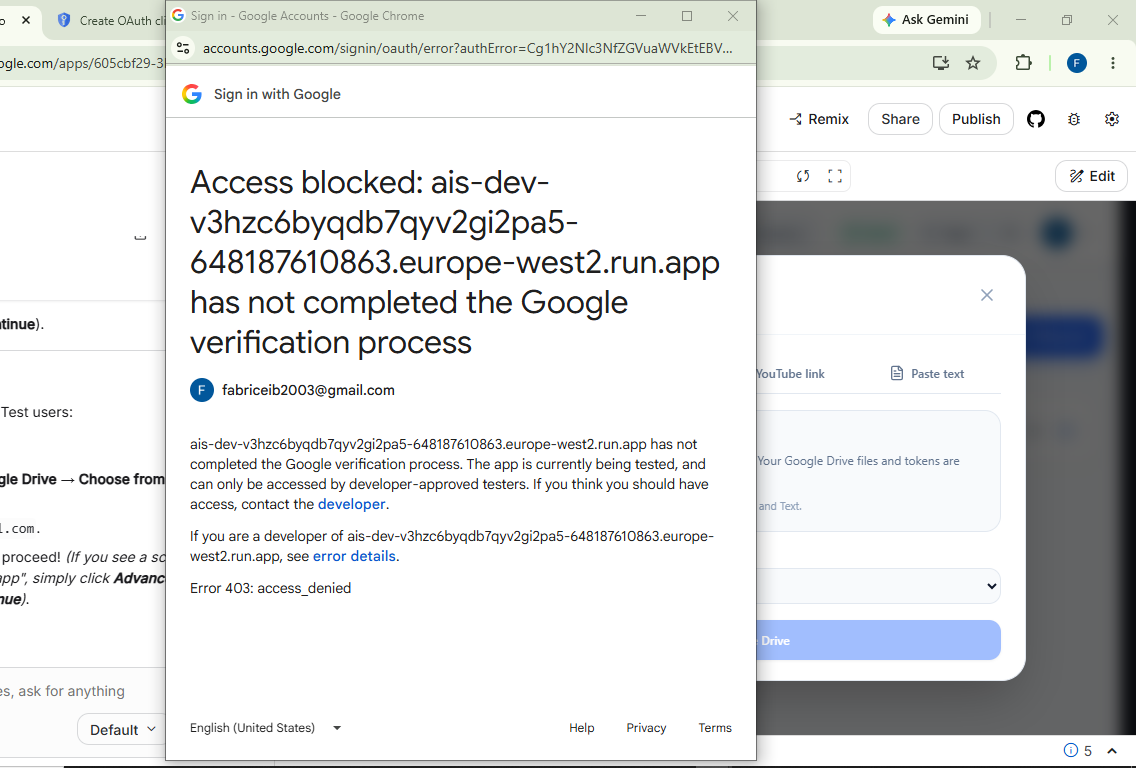 Create OAuth cli
Sign in - Google Accounts - Google Chrome
Ask Gemini
ogle.com/apps/605cbf29-3
accounts.google.com/signin/oauth/error?authError=Cg1hY2Nlc3NfZGVuaWVkEtEBV...
F
Sign in with Google
Remix
Share
Publish
Edit
Access blocked: ais-dev-
v3hzc6byqdb7qyv2gi2pa5-
648187610863.europe-west2.run.app
has not completed the Google
verification process
F
fabriceib2003@gmail.com
ais-dev-v3hzc6byqdb7qyv2gi2pa5-648187610863.europe-west2.run.app has not
completed the Google verification process. The app is currently being tested, and
can only be accessed by developer-approved testers. If you think you should have
access, contact the developer.
If you are a developer of ais-dev-v3hzc6byqdb7qyv2gi2pa5-648187610863.europe-
west2.run.app, see error details.
Error 403: access_denied
English (United States)
Help
Privacy
Terms
tinue).
Test users:
gle Drive → Choose from
l.com.
proceed! (If you see a sc
app", simply click Advanc
nue).
es, ask for anything
Default
YouTube link
Paste text
Your Google Drive files and tokens are
and Text.
Drive
5